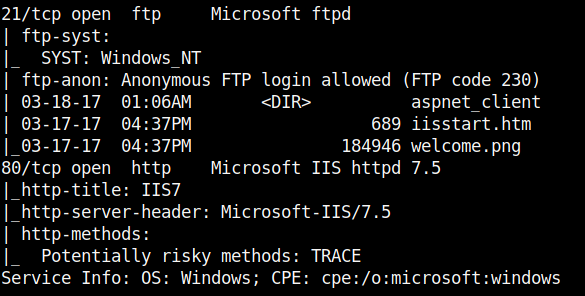 21/tcp open  ftp     Microsoft ftpd
| ftp-syst:
|_  SYST: Windows_NT
| ftp-anon: Anonymous FTP login allowed (FTP code 230)
| 03-18-17  01:06AM       <DIR>          aspnet_client
| 03-17-17  04:37PM                  689 iisstart.htm
|_03-17-17  04:37PM               184946 welcome.png
80/tcp open  http    Microsoft IIS httpd 7.5
|_http-title: IIS7
|_http-server-header: Microsoft-IIS/7.5
| http-methods:
|_  Potentially risky methods: TRACE
Service Info: OS: Windows; CPE: cpe:/o:microsoft:windows